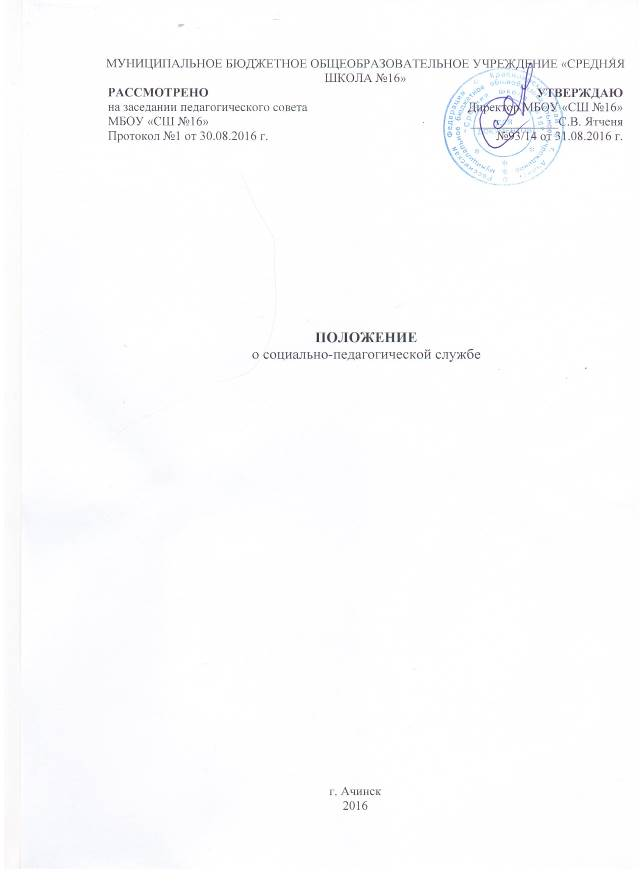 МУНИЦИПАЛЬНОЕ БЮДЖЕТНОЕ ОБЩЕОБРАЗОВАТЕЛЬНОЕ УЧРЕЖДЕНИЕ «СРЕДНЯЯ
ШКОЛА №16»
РАССМОТРЕНО
на заседании педагогического совета
МБОУ «СШ №16»
Протокол №1 от 30.08.2016 г.
УТВЕРЖДАЮ
Директор МБОУ «СШ №16»
С.В. Ятченя
№93/14 от 31.08.2016 г.
ПОЛОЖЕНИЕ
о социально-педагогической службе
г. Ачинск
2016